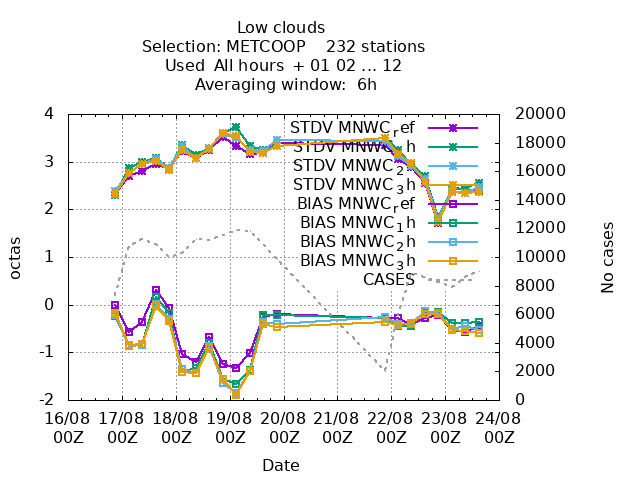 Low clouds
Selection: METCOOP    232 stations
Used  All hours  + 01 02 ... 12
Averaging window:  6h
octas
4
3
2
1
0
-1
-2
STDV MNWC_ref
STDV MNWC_1h
STDV MNWC_2h
STDV MNWC_3h
BIAS MNWC_ref
BIAS MNWC_1h
BIAS MNWC_2h
BIAS MNWC_3h
CASES
20000
18000
16000
14000
12000
10000
8000
6000
4000
2000
0
No cases
16/08 17/08 18/08 19/08 20/08 21/08 22/08 23/08 24/08
00Z 00Z 00Z 00Z 00Z 00Z 00Z 00Z 00Z
Date